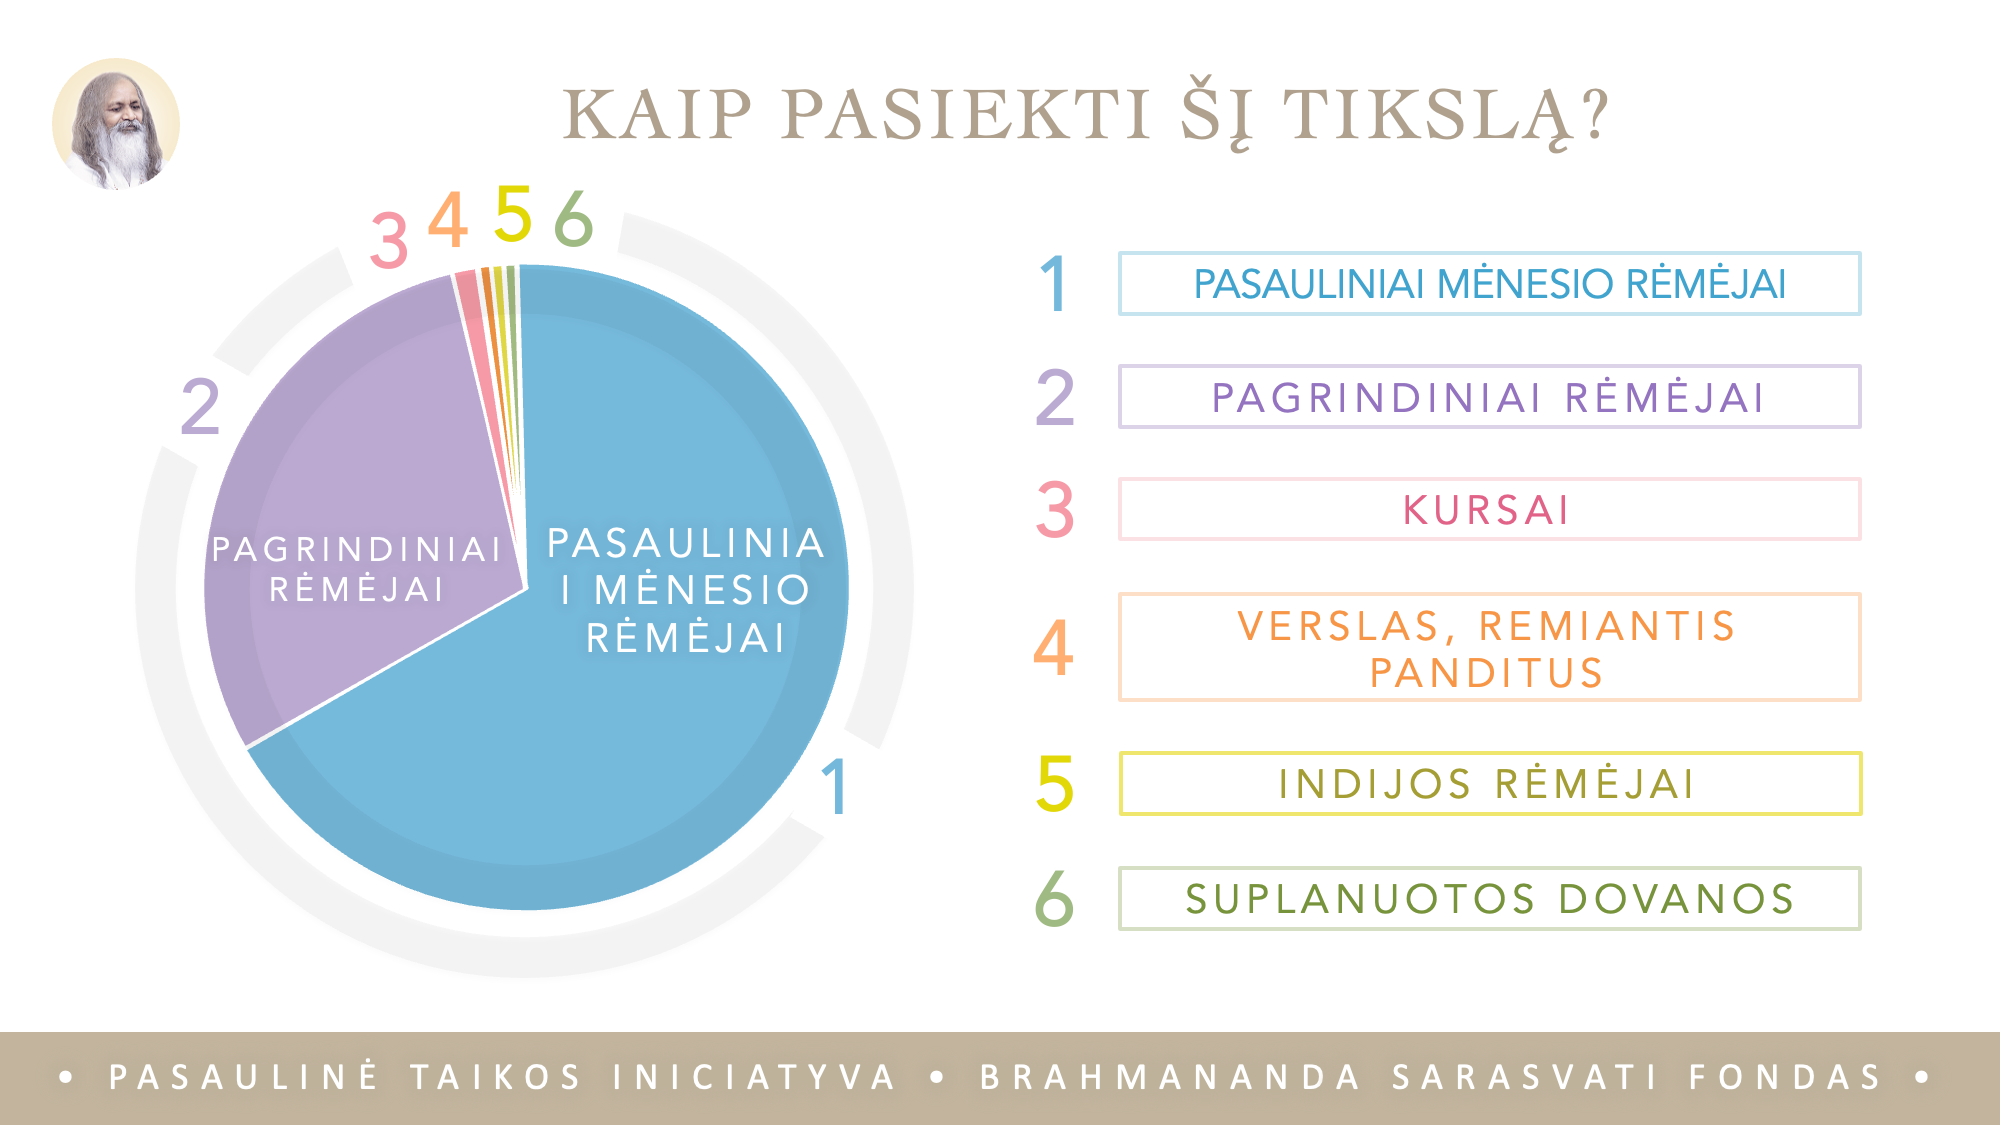 KAIP PASIEKTI ŠĮ TIKSLĄ?
3 4 5 6
2
PAGRINDINIAI
RĖMĖJAI
PASAULINIA
I MĖNESIO
RĖMĖJAI
1
1 PASAULINIAI MĖNESIO RĖMĖJAI
2 PAGRINDINIAI RĖMĖJAI
3 KURSAI
4 VERSLAS, REMIANTIS
PANDITUS
5 INDIJOS RĖMĖJAI
6 SUPLANUOTOS DOVANOS
• PASAULINĖ TAIKOS INICIATYVA • BRAHMANANDA SARASVATI FONDAS •